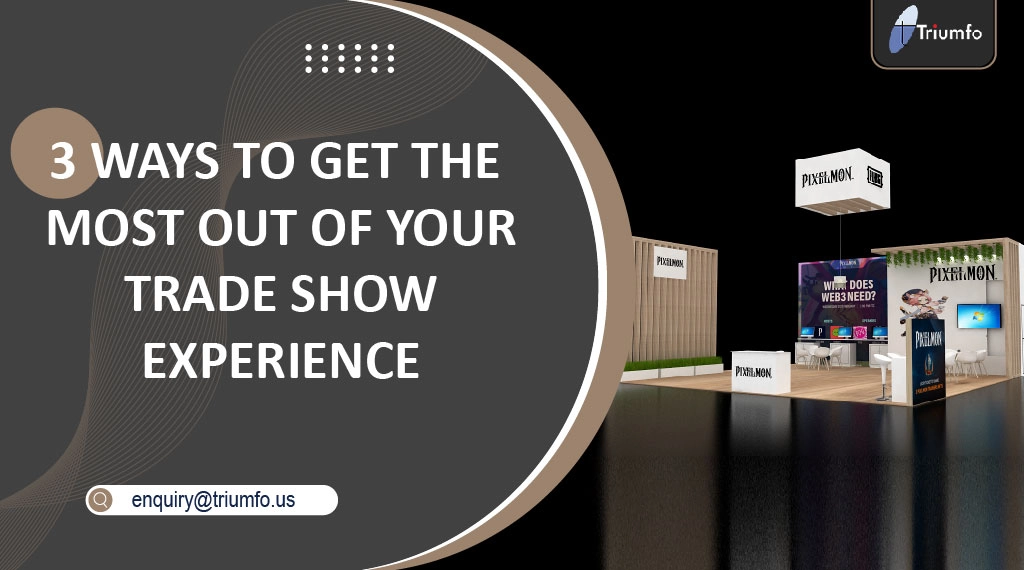 Triumfo
3 WAYS TO GET THE
MOST OUT OF YOUR
TRADE SHOW
EXPERIENCE
enquiry@triumfo.us
PIXELMON
PIXELMON
PIXELMON
WHAT DOES
WEB3 NEED?
PIXELMON
PIXELMON